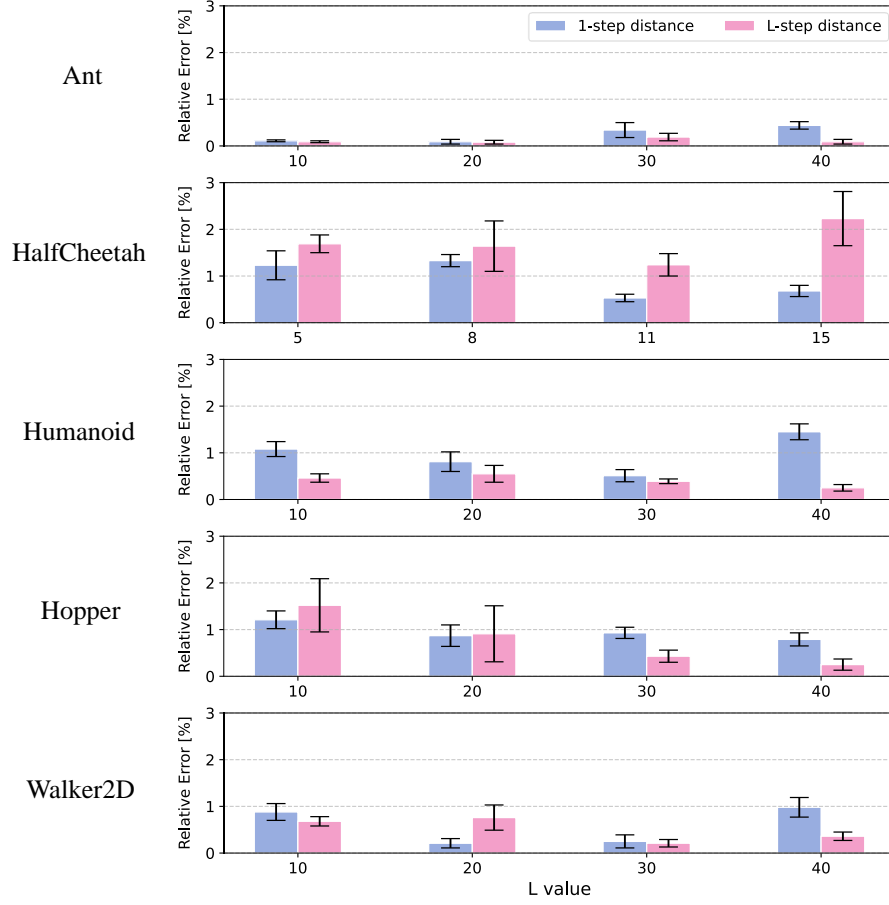 Ant
Relative Error [%]
3
2
1
0
1-step distance
L-step distance
10 20 30 40
HalfCheetah
Relative Error [%]
3
2
1
0
5 8 11 15
Humanoid
Relative Error [%]
3
2
1
0
10 20 30 40
Hopper
Relative Error [%]
3
2
1
0
10 20 30 40
Walker2D
Relative Error [%]
3
2
1
0
10 20 30 40
L value